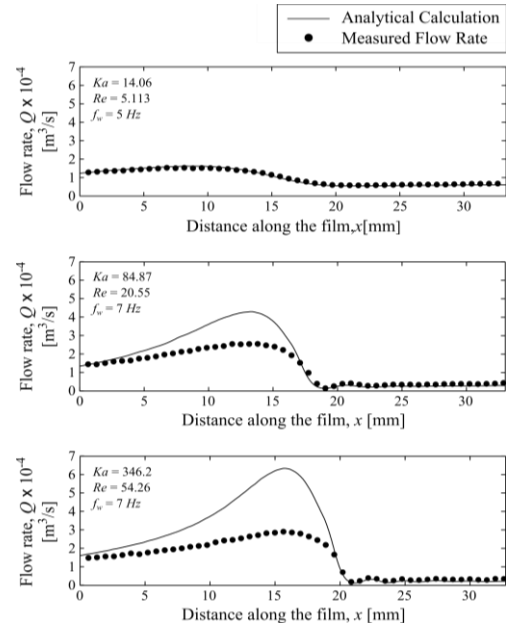 Analytical Calculation
Measured Flow Rate
Flow rate, Q x 10⁻⁴
[m³/s]
7
6
5
4
3
2
1
0
Ka = 14.06
Re = 5.113
f_w = 5 Hz
0 5 10 15 20 25 30
Distance along the film,x[mm]
Flow rate, Q x 10⁻⁴
[m³/s]
7
6
5
4
3
2
1
0
Ka = 84.87
Re = 20.55
f_w = 7 Hz
0 5 10 15 20 25 30
Distance along the film, x [mm]
Flow rate, Q x 10⁻⁴
[m³/s]
7
6
5
4
3
2
1
0
Ka = 346.2
Re = 54.26
f_w = 7 Hz
0 5 10 15 20 25 30
Distance along the film, x [mm]